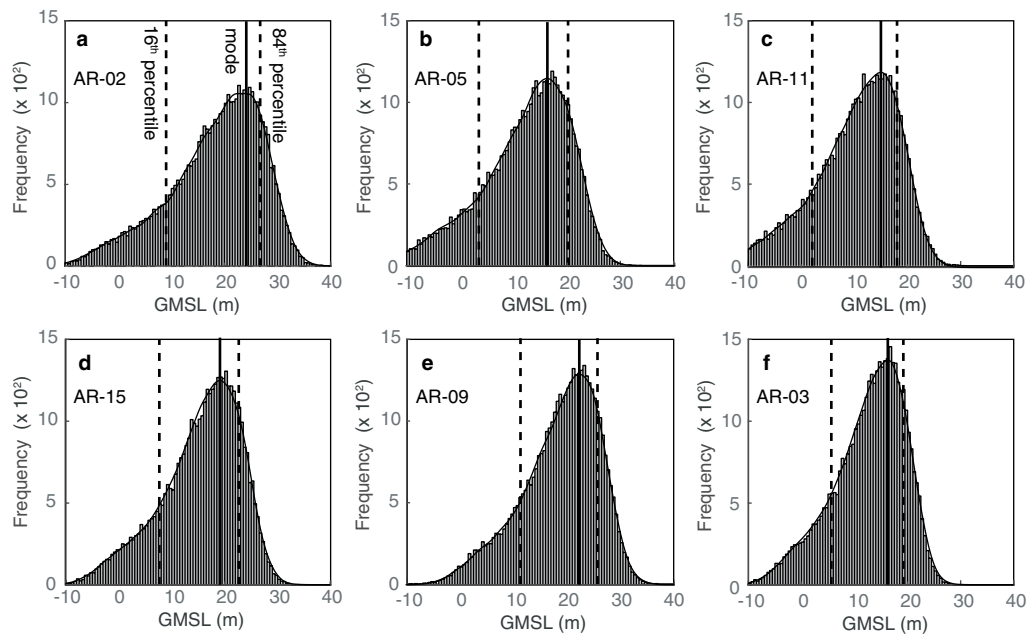 15
10
5
0
Frequency (x 10²)
a
AR-02
16th percentile
mode
84th percentile
-10 0 10 20 30 40
GMSL (m)
15
10
5
0
Frequency (x 10²)
b
AR-05
-10 0 10 20 30 40
GMSL (m)
15
10
5
0
Frequency (x 10²)
c
AR-11
-10 0 10 20 30 40
GMSL (m)
15
10
5
0
Frequency (x 10²)
d
AR-15
-10 0 10 20 30 40
GMSL (m)
15
10
5
0
Frequency (x 10²)
e
AR-09
-10 0 10 20 30 40
GMSL (m)
15
10
5
0
Frequency (x 10²)
f
AR-03
-10 0 10 20 30 40
GMSL (m)